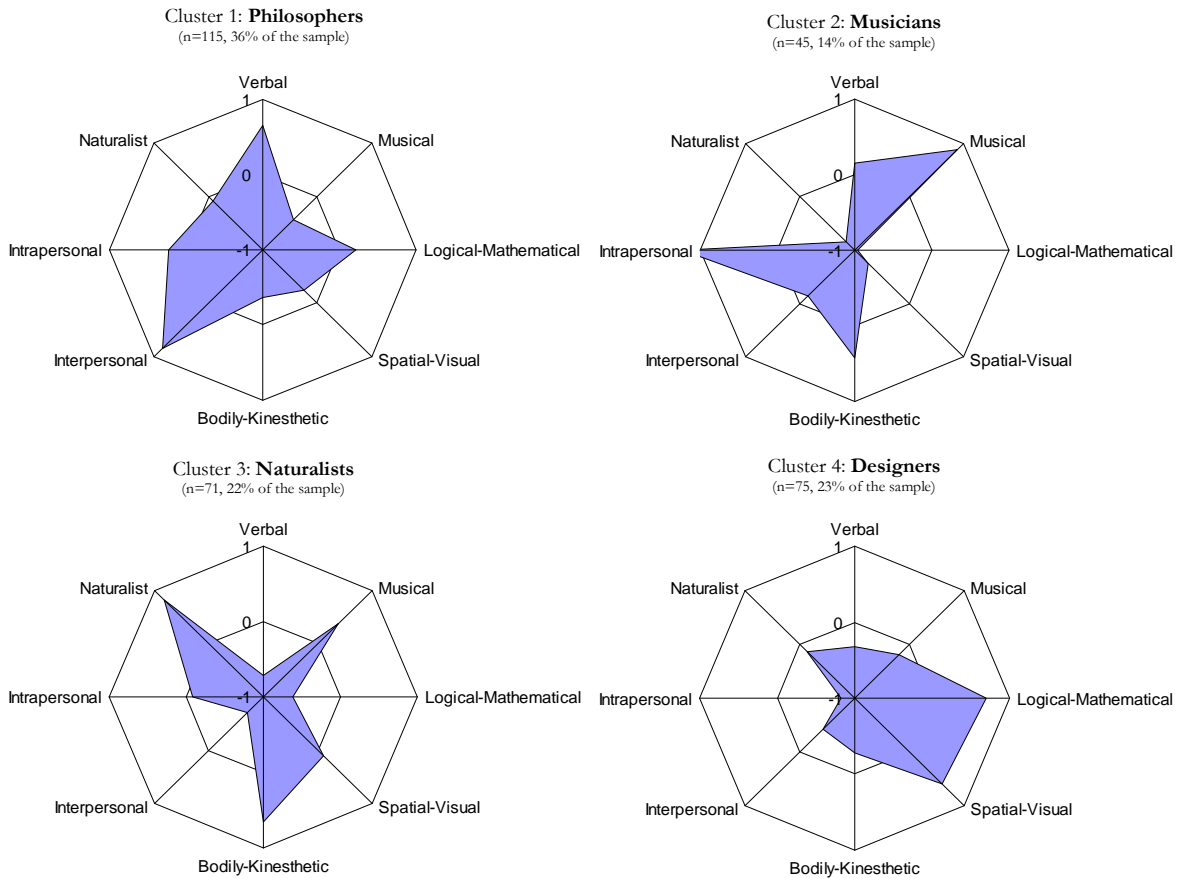 Cluster 1: Philosophers
(n=115, 36% of the sample)
Verbal
1
Naturalist
Musical
0
Intrapersonal
-1
Logical-Mathematical
Interpersonal
Spatial-Visual
Bodily-Kinesthetic
Cluster 2: Musicians
(n=45, 14% of the sample)
Verbal
1
Naturalist
Musical
0
Intrapersonal
-1
Logical-Mathematical
Interpersonal
Spatial-Visual
Bodily-Kinesthetic
Cluster 3: Naturalists
(n=71, 22% of the sample)
Verbal
1
Naturalist
Musical
0
Intrapersonal
-1
Logical-Mathematical
Interpersonal
Spatial-Visual
Bodily-Kinesthetic
Cluster 4: Designers
(n=75, 23% of the sample)
Verbal
1
Naturalist
Musical
0
Intrapersonal
-1
Logical-Mathematical
Interpersonal
Spatial-Visual
Bodily-Kinesthetic